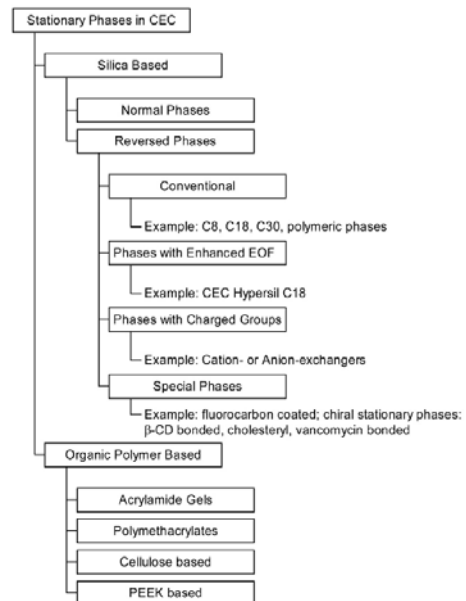 Stationary Phases in CEC
Silica Based
Normal Phases
Reversed Phases
Conventional
Example: C8, C18, C30, polymeric phases
Phases with Enhanced EOF
Example: CEC Hypersil C18
Phases with Charged Groups
Example: Cation- or Anion-exchangers
Special Phases
Example: fluorocarbon coated; chiral stationary phases:
β-CD bonded, cholesteryl, vancomycin bonded
Organic Polymer Based
Acrylamide Gels
Polymethacrylates
Cellulose based
PEEK based